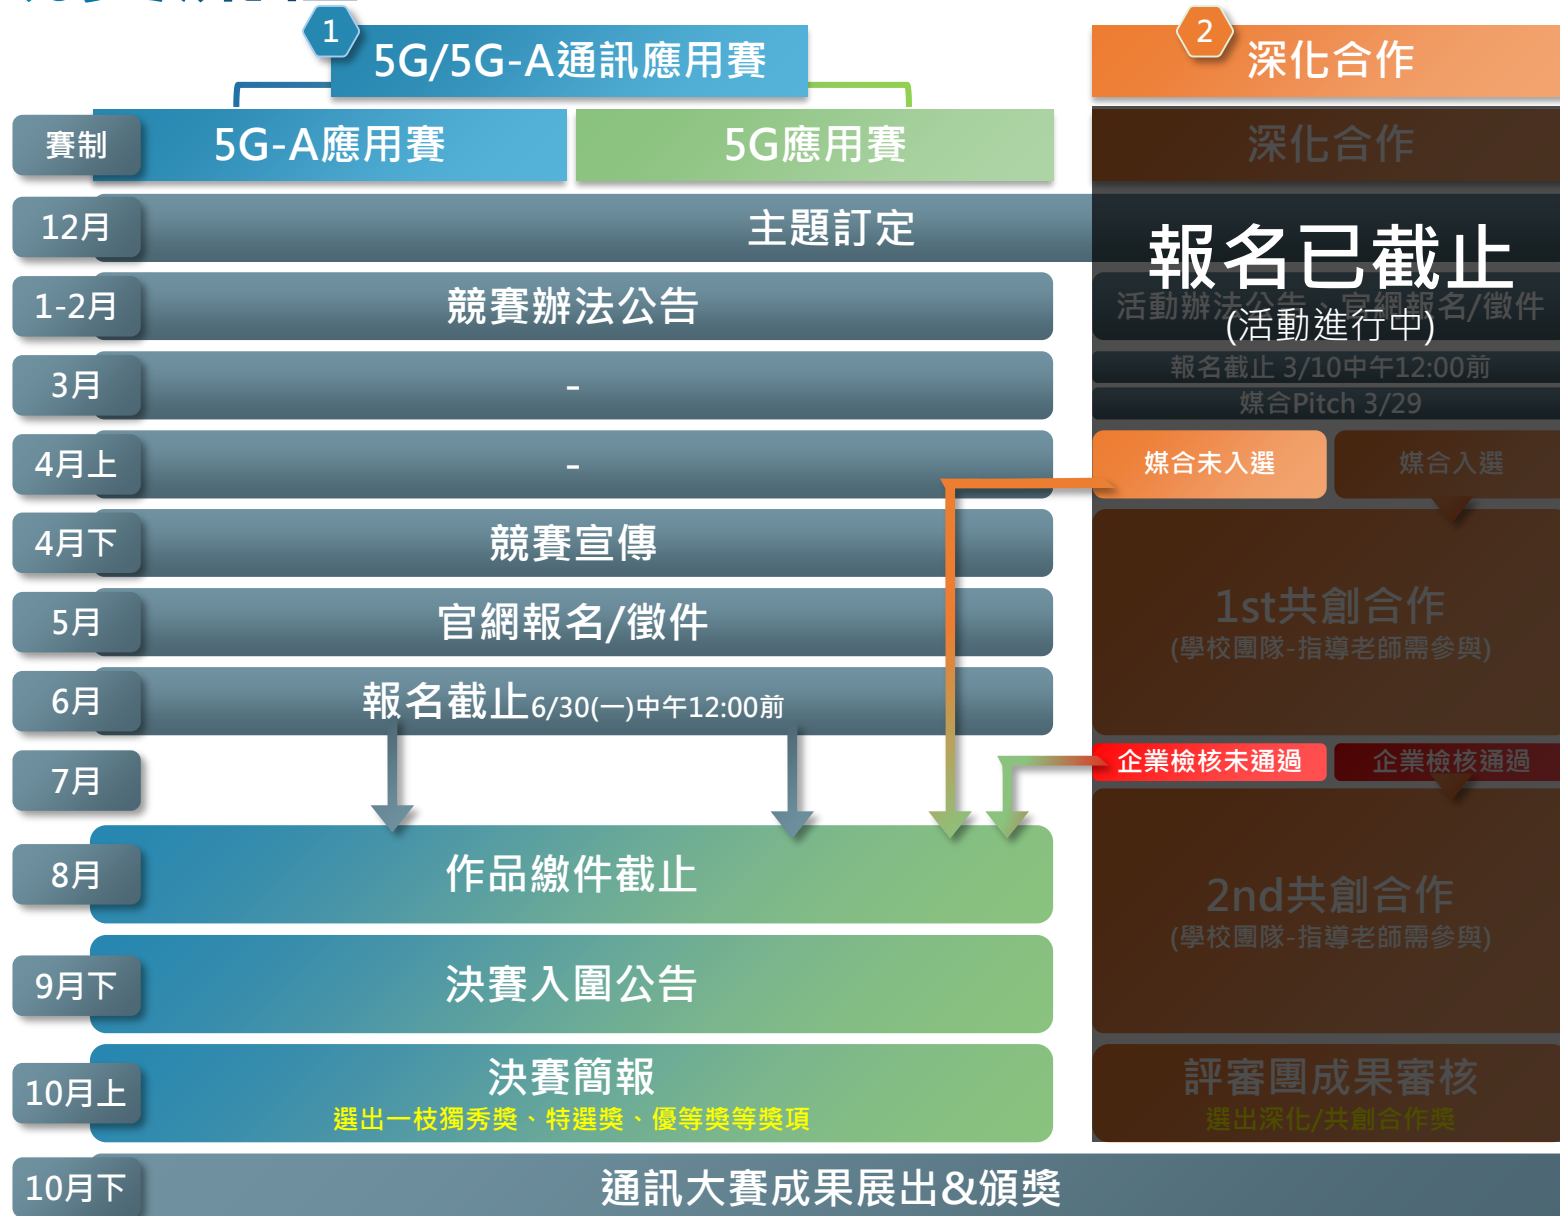 1
5G/5G-A通訊應用賽
2
深化合作
賽制
5G-A應用賽
5G應用賽
深化合作
12月
主題訂定
報名已截止
(活動進行中)
1-2月
競賽辦法公告
活動辦法公告、官網報名/徵件
3月
-
報名截止 3/10中午12:00前
媒合Pitch 3/29
4月上
-
媒合未入選
媒合入選
4月下
競賽宣傳
1st共創合作
(學校團隊-指導老師需參與)
5月
官網報名/徵件
6月
報名截止6/30(一)中午12:00前
7月
企業檢核未通過
企業檢核通過
8月
作品繳件截止
2nd共創合作
(學校團隊-指導老師需參與)
9月下
決賽入圍公告
10月上
決賽簡報
選出一枝獨秀獎、特選獎、優等獎等獎項
評審團成果審核
選出深化/共創合作獎
10月下
通訊大賽成果展出&頒獎